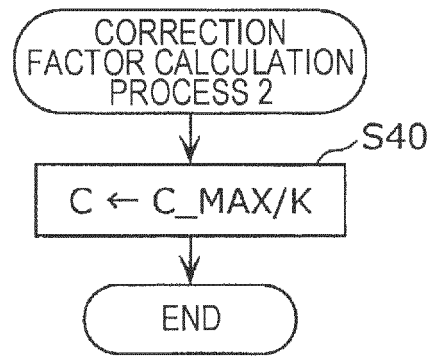 CORRECTION
FACTOR CALCULATION
PROCESS 2
S40
C ← C_MAX/K
END